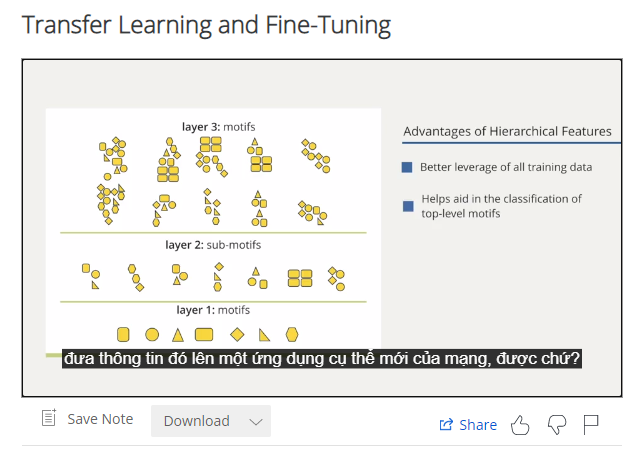 Transfer Learning and Fine-Tuning
layer 3: motifs
layer 2: sub-motifs
layer 1: motifs
Advantages of Hierarchical Features
Better leverage of all training data
Helps aid in the classification of
top-level motifs
đưa thông tin đó lên một ứng dụng cụ thể mới của mạng, được chứ?
Save Note
Download
Share